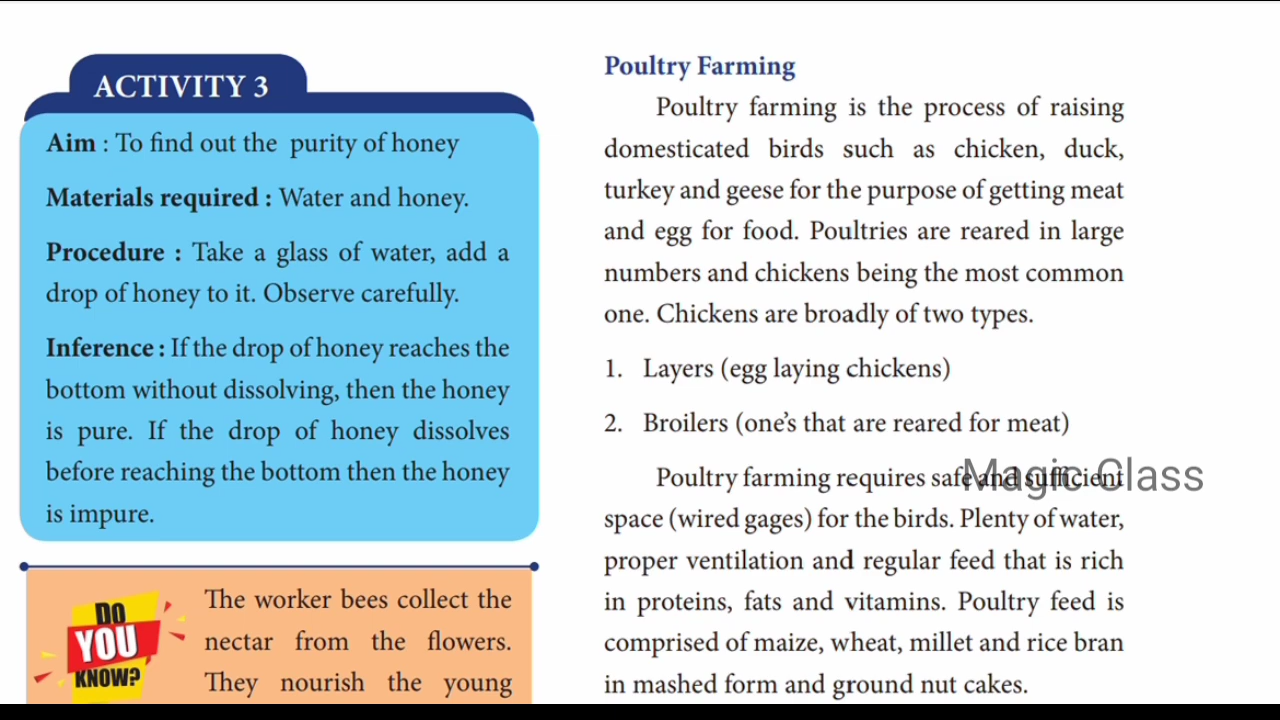 ACTIVITY 3
Aim : To find out the purity of honey
Materials required : Water and honey.
Procedure : Take a glass of water, add a
drop of honey to it. Observe carefully.
Inference : If the drop of honey reaches the
bottom without dissolving, then the honey
is pure. If the drop of honey dissolves
before reaching the bottom then the honey
is impure.
DO
YOU
KNOW?
The worker bees collect the
nectar from the flowers.
They nourish the young
Poultry Farming
Poultry farming is the process of raising
domesticated birds such as chicken, duck,
turkey and geese for the purpose of getting meat
and egg for food. Poultries are reared in large
numbers and chickens being the most common
one. Chickens are broadly of two types.
1. Layers (egg laying chickens)
2. Broilers (one's that are reared for meat)
Poultry farming requires safe and sufficient
Magic Class
space (wired gages) for the birds. Plenty of water,
proper ventilation and regular feed that is rich
in proteins, fats and vitamins. Poultry feed is
comprised of maize, wheat, millet and rice bran
in mashed form and ground nut cakes.